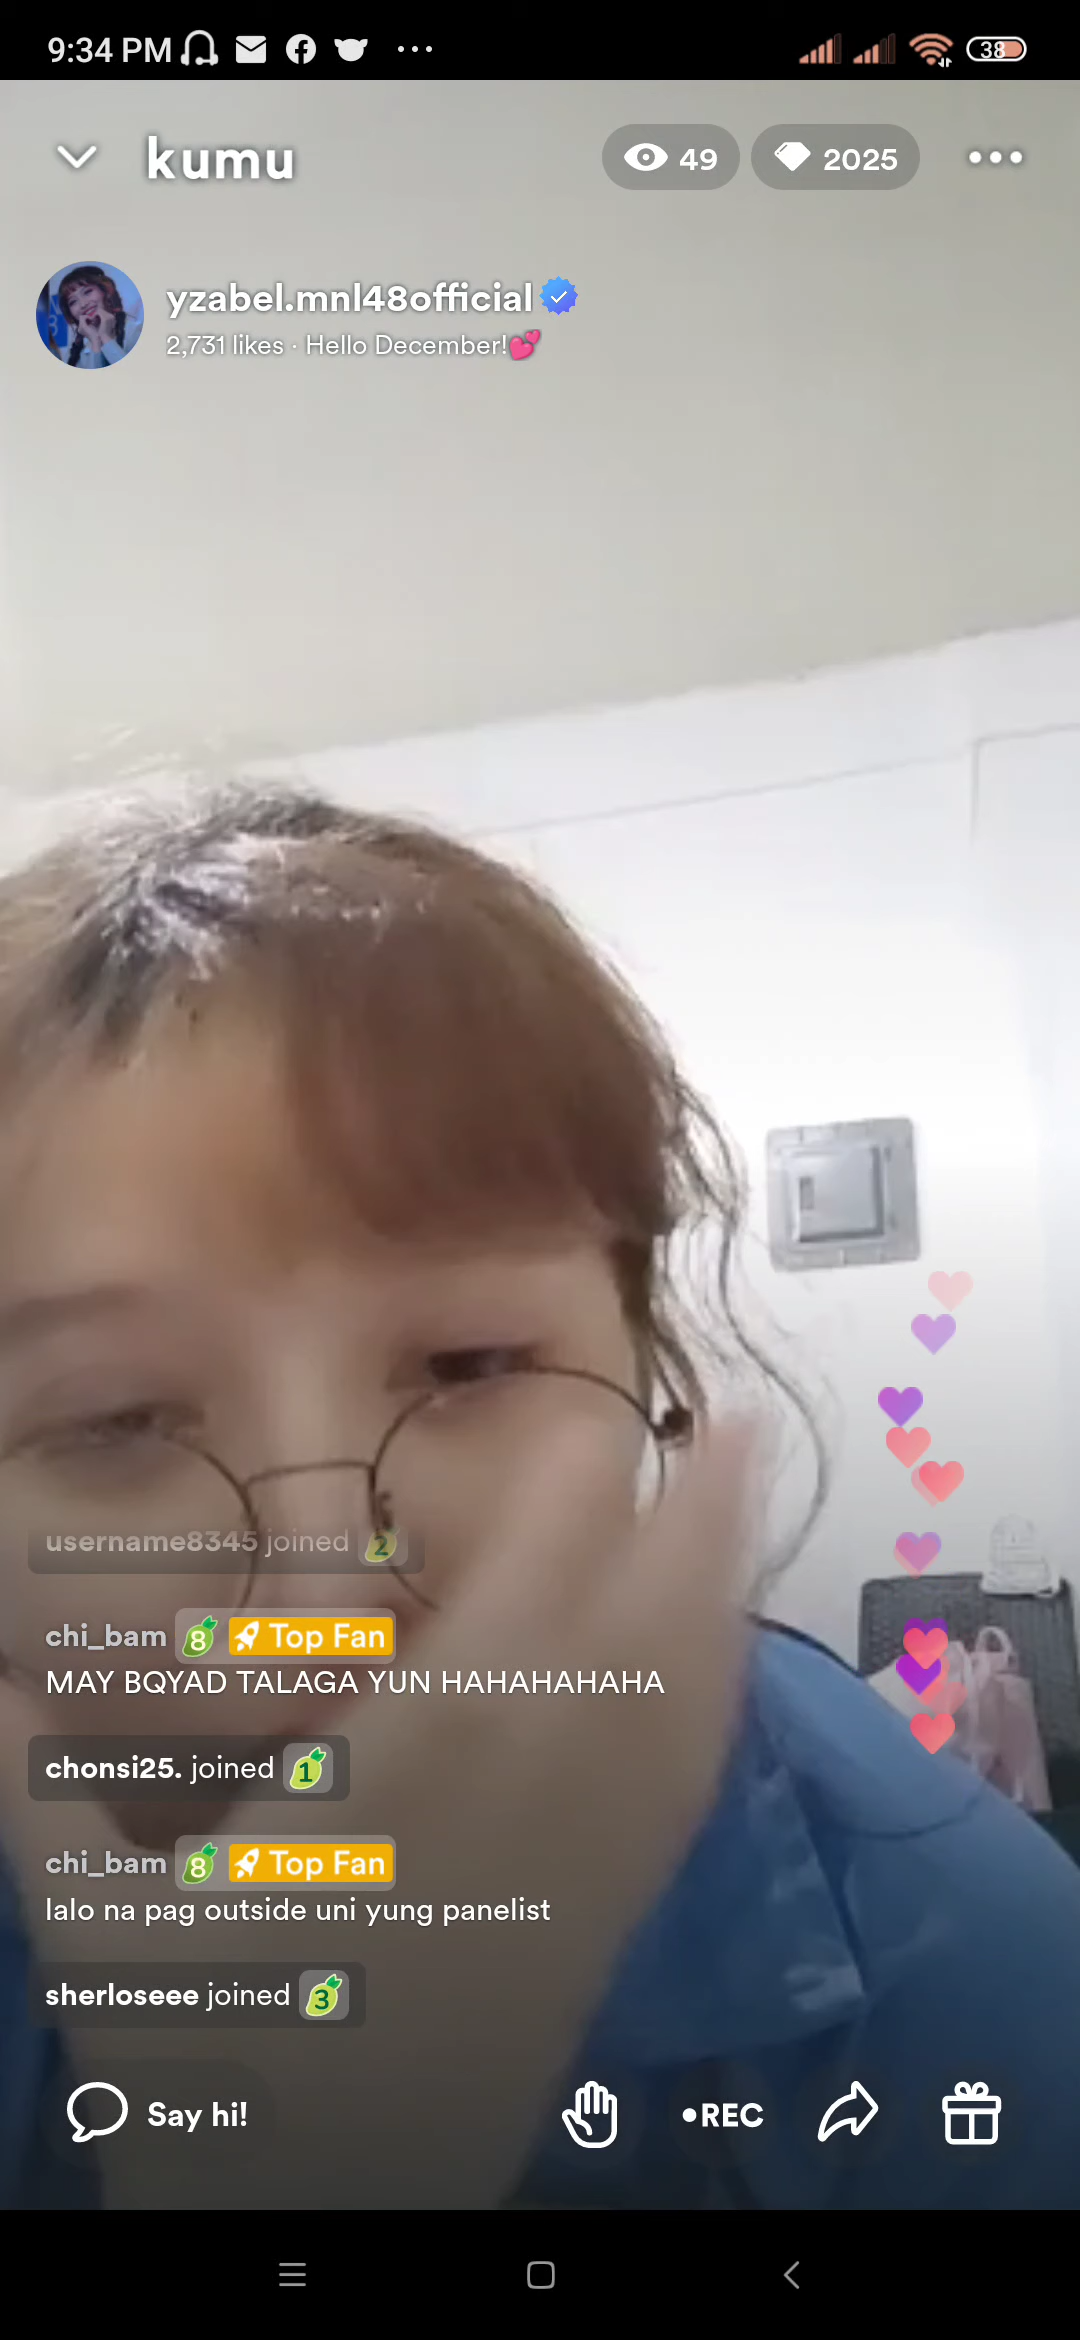 9:34 PM 38
kumu 49 2025
yzabel.mnl48official
2,731 likes · Hello December!💕
username8345 joined 2
chi_bam 8 Top Fan
MAY BQYAD TALAGA YUN HAHAHAHAHA
chonsi25. joined 1
chi_bam 8 Top Fan
lalo na pag outside uni yung panelist
sherloseee joined 3
Say hi! •REC